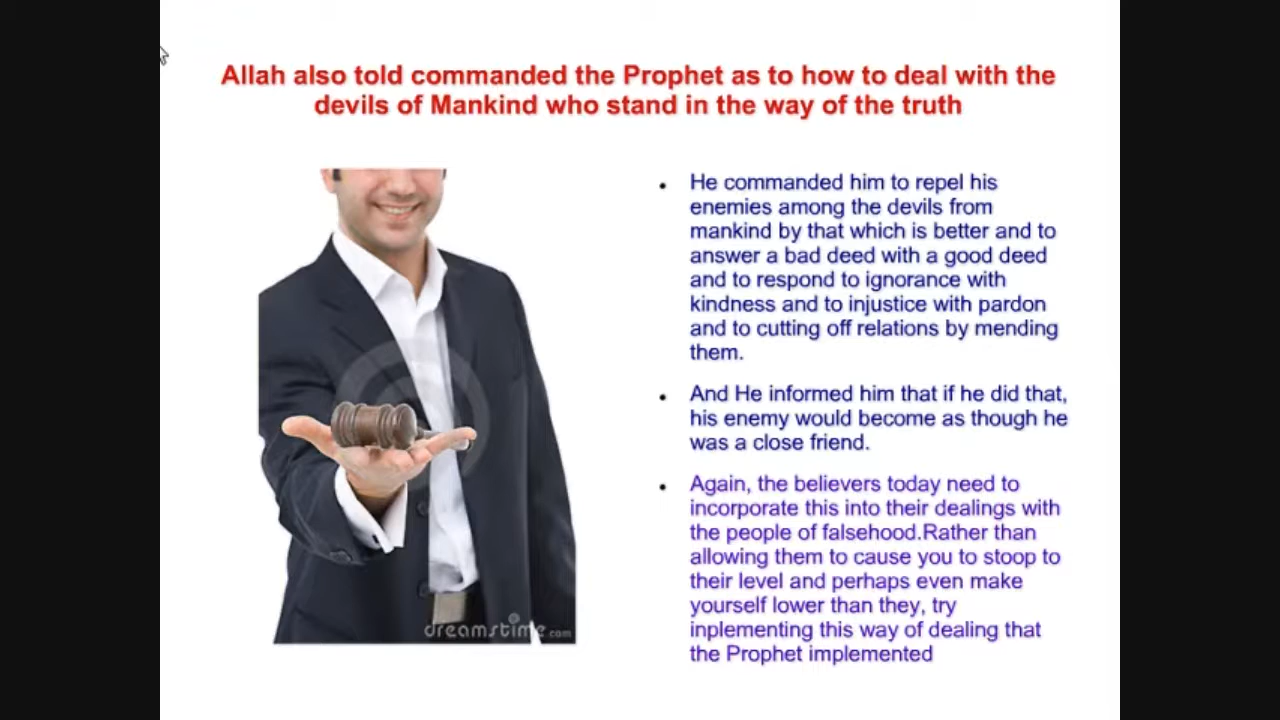 Allah also told commanded the Prophet as to how to deal with the
devils of Mankind who stand in the way of the truth
• He commanded him to repel his
enemies among the devils from
mankind by that which is better and to
answer a bad deed with a good deed
and to respond to ignorance with
kindness and to injustice with pardon
and to cutting off relations by mending
them.
• And He informed him that if he did that,
his enemy would become as though he
was a close friend.
• Again, the believers today need to
incorporate this into their dealings with
the people of falsehood.Rather than
allowing them to cause you to stoop to
their level and perhaps even make
yourself lower than they, try
inplementing this way of dealing that
the Prophet implemented
dreamstime.com